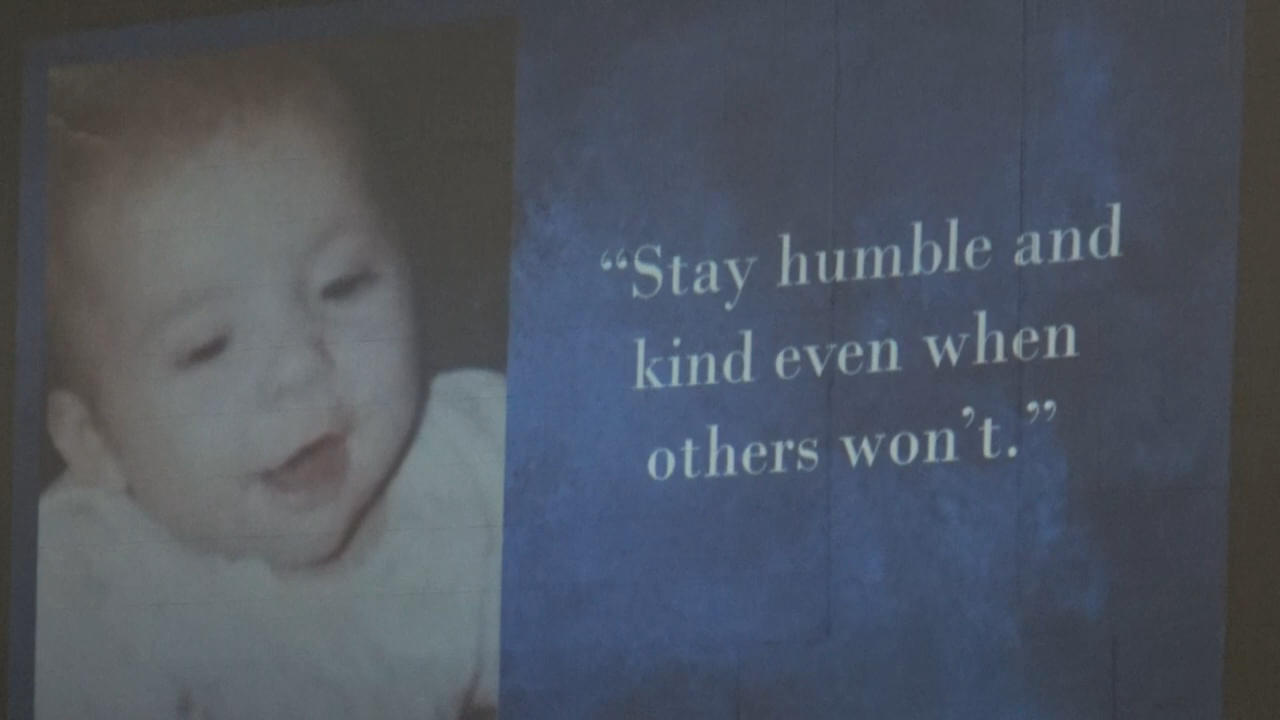 “Stay humble and
kind even when
others won’t.”